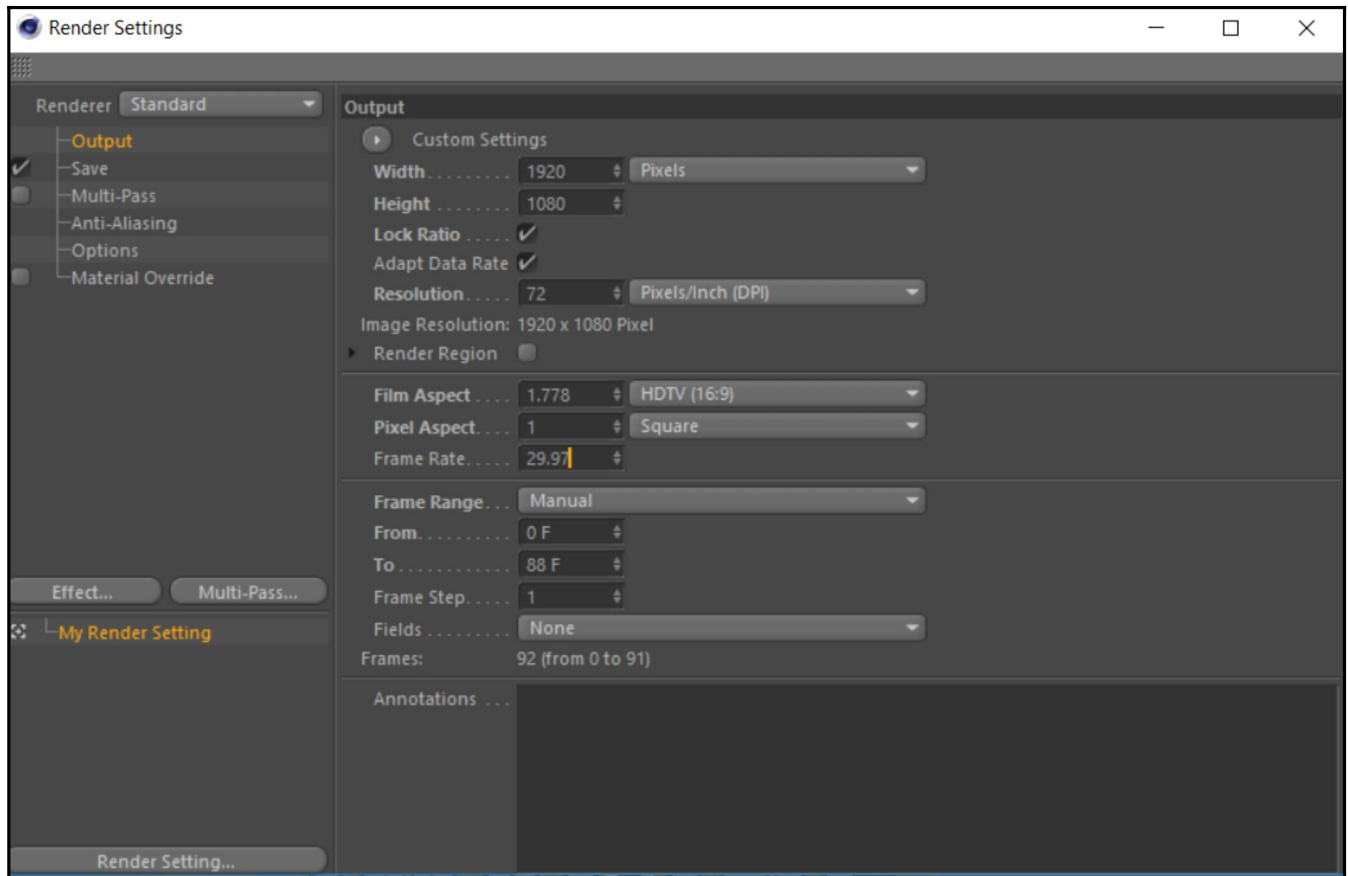 Render Settings
Renderer Standard
Output
Save
Multi-Pass
Anti-Aliasing
Options
Material Override
Effect... Multi-Pass...
My Render Setting
Render Setting...
Output
Custom Settings
Width......... 1920 Pixels
Height ........ 1080
Lock Ratio .....
Adapt Data Rate
Resolution..... 72 Pixels/Inch (DPI)
Image Resolution: 1920 x 1080 Pixel
Render Region
Film Aspect .... 1.778 HDTV (16:9)
Pixel Aspect.... 1 Square
Frame Rate..... 29.97
Frame Range... Manual
From.......... 0 F
To ............ 88 F
Frame Step..... 1
Fields ......... None
Frames: 92 (from 0 to 91)
Annotations ...